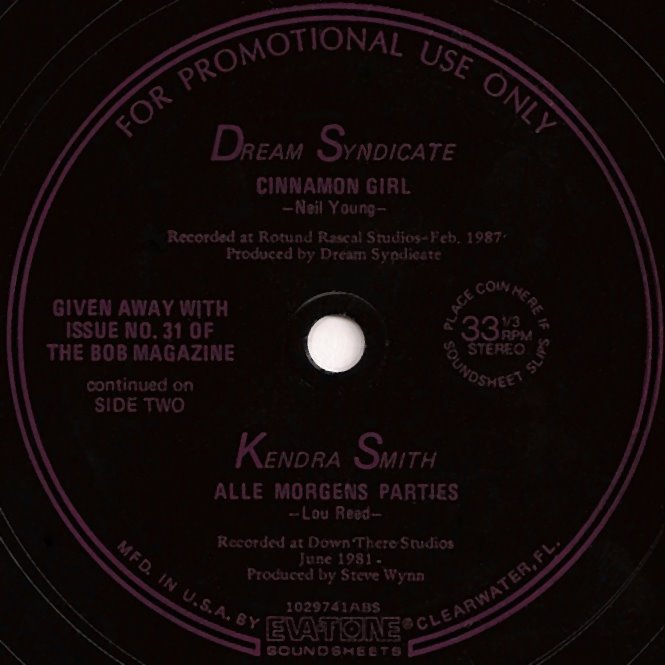 FOR PROMOTIONAL USE ONLY
DREAM SYNDICATE
CINNAMON GIRL
–Neil Young–
Recorded at Rotund Rascal Studios–Feb. 1987
Produced by Dream Syndicate
GIVEN AWAY WITH
ISSUE NO. 31 OF
THE BOB MAGAZINE
continued on
SIDE TWO
PLACE COIN HERE IF
33 1/3
RPM
STEREO
SOUNDSHEET SLIPS
KENDRA SMITH
ALLE MORGENS PARTIES
–Lou Reed–
Recorded at Down There Studios
June 1981
Produced by Steve Wynn
1029741ABS
MFD. IN U.S.A. BY EVA-TONE® CLEARWATER, FL.
SOUNDSHEETS